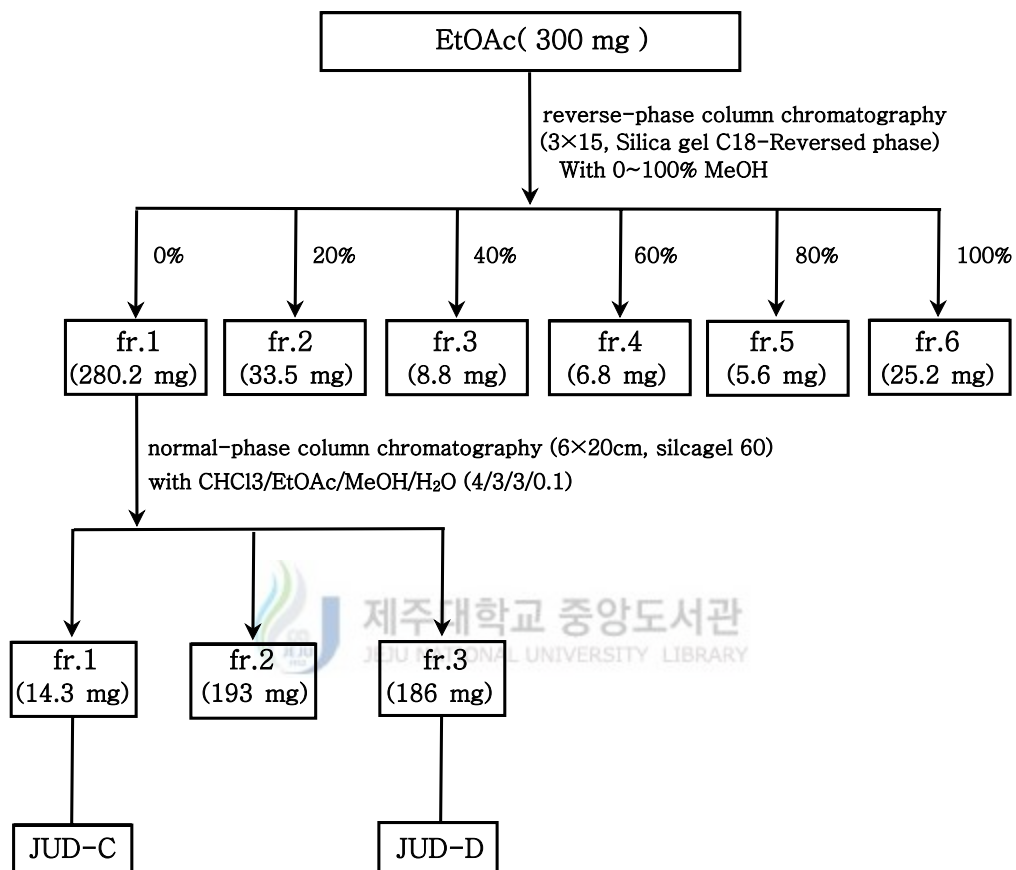 EtOAc( 300 mg )
reverse-phase column chromatography
(3×15, Silica gel C18-Reversed phase)
With 0~100% MeOH
0%
20%
40%
60%
80%
100%
fr.1
(280.2 mg)
fr.2
(33.5 mg)
fr.3
(8.8 mg)
fr.4
(6.8 mg)
fr.5
(5.6 mg)
fr.6
(25.2 mg)
normal-phase column chromatography (6×20cm, silcagel 60)
with CHCl3/EtOAc/MeOH/H₂O (4/3/3/0.1)
제주대학교 중앙도서관
JEJU NATIONAL UNIVERSITY LIBRARY
fr.1
(14.3 mg)
fr.2
(193 mg)
fr.3
(186 mg)
JUD-C
JUD-D